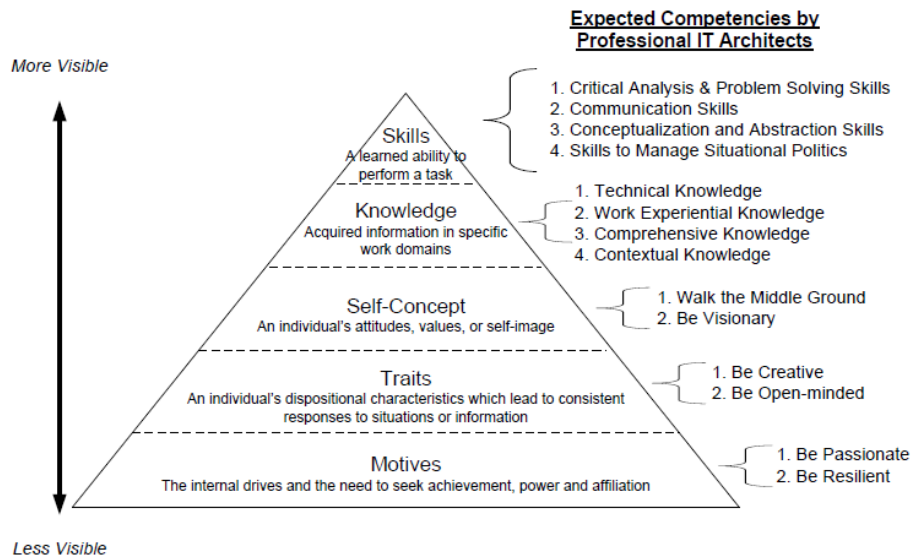 Expected Competencies by
Professional IT Architects
More Visible
1. Critical Analysis & Problem Solving Skills
2. Communication Skills
3. Conceptualization and Abstraction Skills
4. Skills to Manage Situational Politics
Skills
A learned ability to
perform a task
1. Technical Knowledge
2. Work Experiential Knowledge
3. Comprehensive Knowledge
4. Contextual Knowledge
Knowledge
Acquired information in specific
work domains
1. Walk the Middle Ground
2. Be Visionary
Self-Concept
An individual's attitudes, values, or self-image
1. Be Creative
2. Be Open-minded
Traits
An individual's dispositional characteristics which lead to consistent
responses to situations or information
1. Be Passionate
2. Be Resilient
Motives
The internal drives and the need to seek achievement, power and affiliation
Less Visible